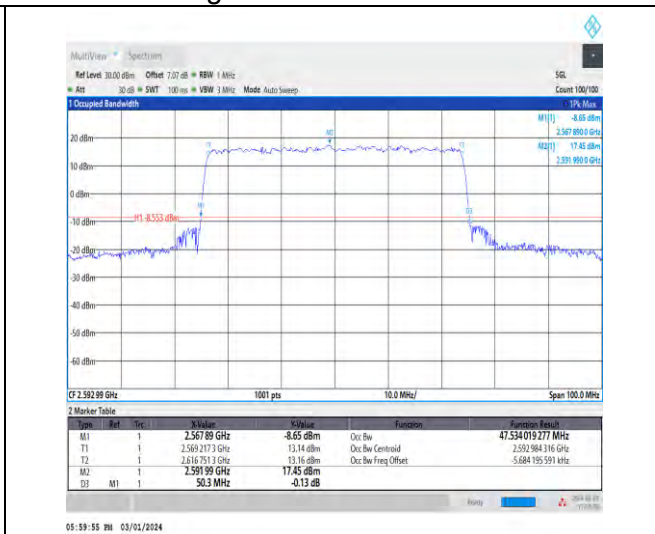 MultiView Spectrum
Ref Level 30.00 dBm Offset 7.07 dB RBW 1 MHz SGL
Att 30 dB SWT 100 ms VBW 3 MHz Mode Auto Sweep Count 100/100
1 Occupied Bandwidth 1Pk Max
M1[1] -8.65 dBm
2.567 890 0 GHz
20 dBm M2[1] 17.45 dBm
2.591 990 0 GHz
T1 M2 T2
10 dBm
0 dBm
M1 D3
-10 dBm H1 -8.553 dBm
-20 dBm
-30 dBm
-40 dBm
-50 dBm
-60 dBm
CF 2.592 99 GHz 1001 pts 10.0 MHz/ Span 100.0 MHz
2 Marker Table
Type Ref Trc X-Value Y-Value Function Function Result
M1 1 2.567 89 GHz -8.65 dBm Occ Bw 47.534 019 277 MHz
T1 1 2.569 217 3 GHz 13.14 dBm Occ Bw Centroid 2.592 984 316 GHz
T2 1 2.616 751 3 GHz 13.16 dBm Occ Bw Freq Offset -5.684 195 591 kHz
M2 1 2.591 99 GHz 17.45 dBm
D3 M1 1 50.3 MHz -0.13 dB
Ready
05:59:55 PM 03/01/2024